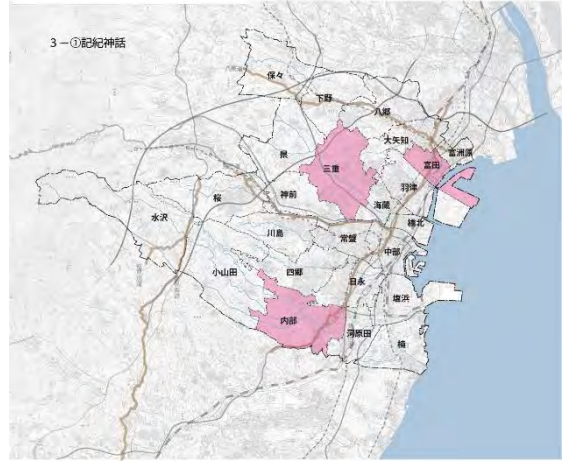 3－①記紀神話
保々
下野
八郷
大矢知
富洲原
富田
県
三重
羽津
神前
海蔵
桜
水沢
橋北
川島
常磐
中部
小山田
四郷
日永
塩浜
内部
河原田
楠